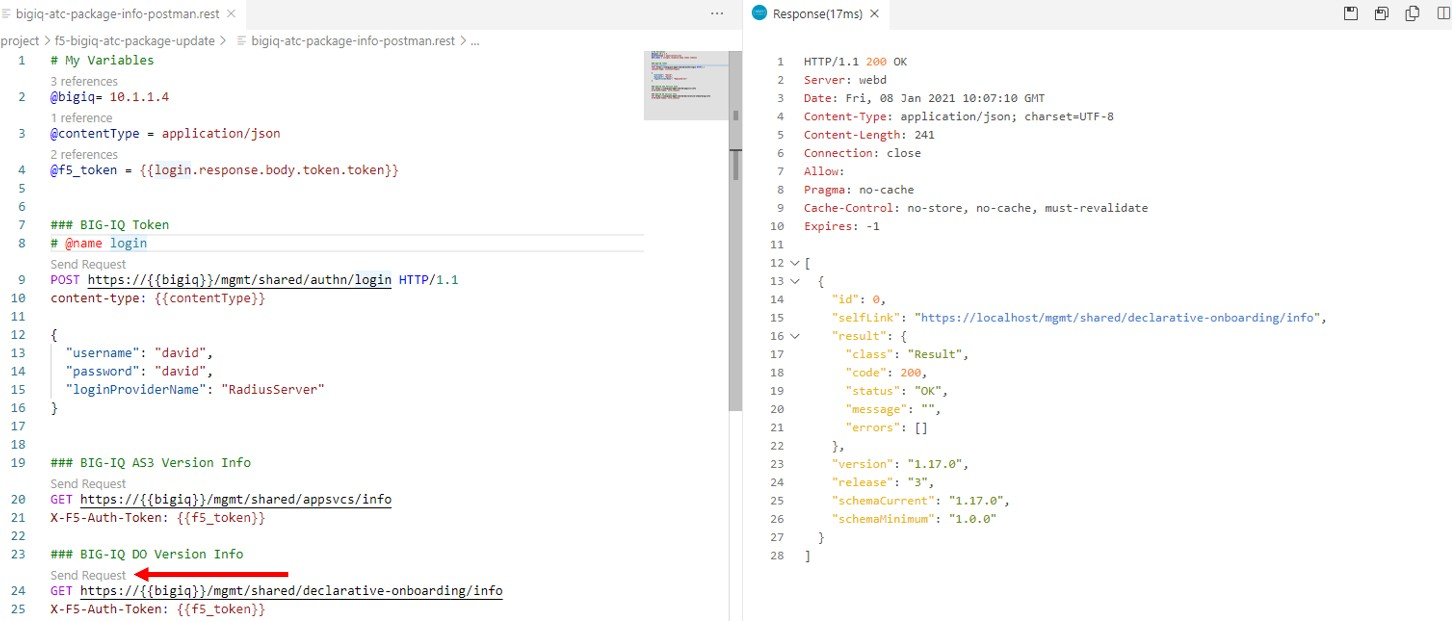 bigiq-atc-package-info-postman.rest
project > f5-bigiq-atc-package-update > bigiq-atc-package-info-postman.rest > ...
1 # My Variables
3 references
2 @bigiq= 10.1.1.4
1 reference
3 @contentType = application/json
2 references
4 @f5_token = {{login.response.body.token.token}}
5
6
7 ### BIG-IQ Token
8 # @name login
Send Request
9 POST https://{{bigiq}}/mgmt/shared/authn/login HTTP/1.1
10 content-type: {{contentType}}
11
12 {
13 "username": "david",
14 "password": "david",
15 "loginProviderName": "RadiusServer"
16 }
17
18
19 ### BIG-IQ AS3 Version Info
Send Request
20 GET https://{{bigiq}}/mgmt/shared/appsvcs/info
21 X-F5-Auth-Token: {{f5_token}}
22
23 ### BIG-IQ DO Version Info
Send Request
24 GET https://{{bigiq}}/mgmt/shared/declarative-onboarding/info
25 X-F5-Auth-Token: {{f5_token}}
Response(17ms)
1 HTTP/1.1 200 OK
2 Server: webd
3 Date: Fri, 08 Jan 2021 10:07:10 GMT
4 Content-Type: application/json; charset=UTF-8
5 Content-Length: 241
6 Connection: close
7 Allow:
8 Pragma: no-cache
9 Cache-Control: no-store, no-cache, must-revalidate
10 Expires: -1
11
12 [
13 {
14 "id": 0,
15 "selfLink": "https://localhost/mgmt/shared/declarative-onboarding/info",
16 "result": {
17 "class": "Result",
18 "code": 200,
19 "status": "OK",
20 "message": "",
21 "errors": []
22 },
23 "version": "1.17.0",
24 "release": "3",
25 "schemaCurrent": "1.17.0",
26 "schemaMinimum": "1.0.0"
27 }
28 ]